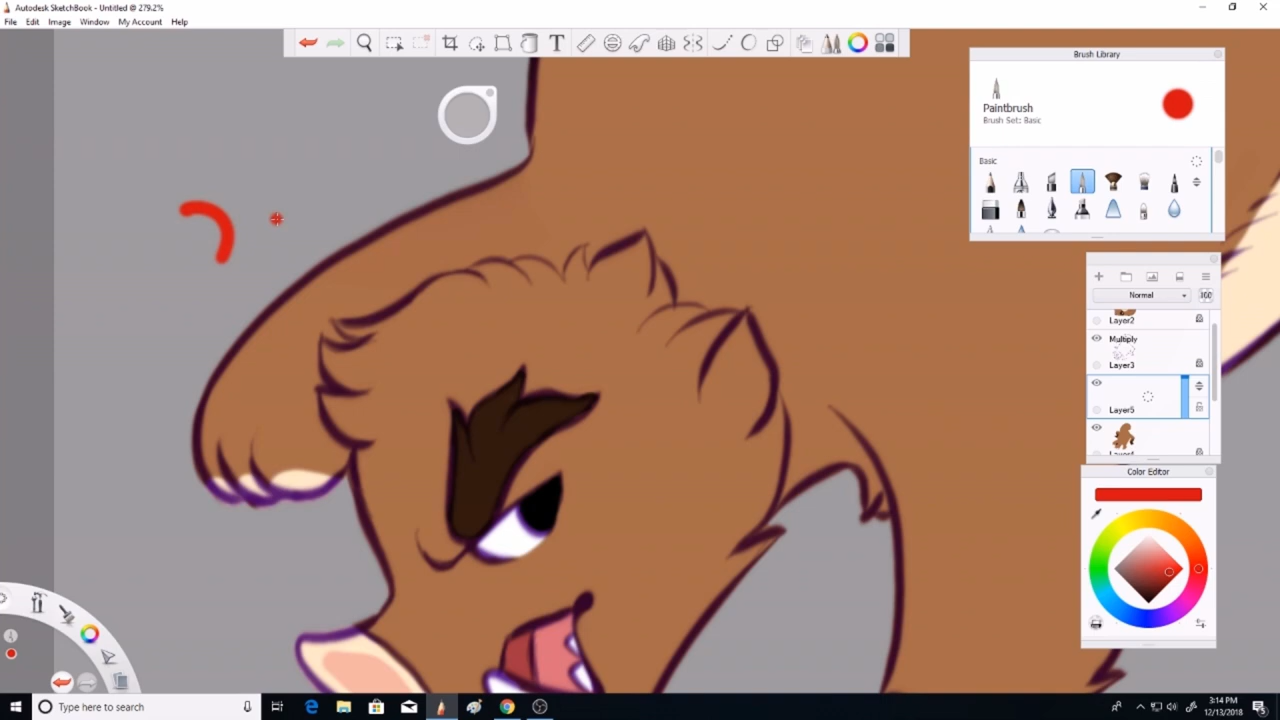 Autodesk SketchBook - Untitled @ 279.2%
File Edit Image Window My Account Help
Brush Library
Paintbrush
Brush Set: Basic
Basic
Normal
100
Layer2
Multiply
Layer3
Layer5
Color Editor
Type here to search
3:14 PM
12/13/2018